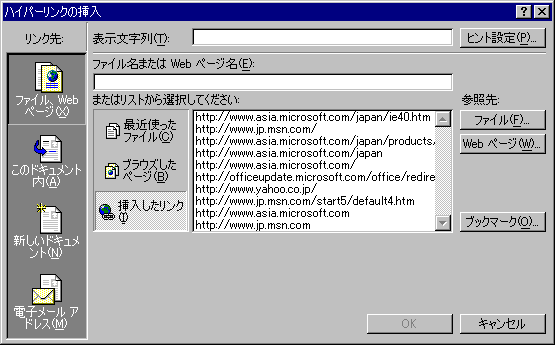 ハイパーリンクの挿入
リンク先:
表示文字列(T):
ヒント設定(P)...
ファイル名または Web ページ名(E):
またはリストから選択してください:
参照先:
ファイル、Web
ページ(X)
このドキュメント
内(A)
新しいドキュメ
ント(N)
電子メール ア
ドレス(M)
最近使った
ファイル(C)
ブラウズした
ページ(B)
挿入したリンク
(I)
http://www.asia.microsoft.com/japan/ie40.htm
http://www.jp.msn.com/
http://www.asia.microsoft.com/japan/products/
http://www.asia.microsoft.com/japan
http://www.asia.microsoft.com/
http://officeupdate.microsoft.com/office/redire
http://www.yahoo.co.jp/
http://www.jp.msn.com/start5/default4.htm
http://www.asia.microsoft.com
http://www.jp.msn.com
ファイル(F)...
Web ページ(W)...
ブックマーク(O)...
OK
キャンセル